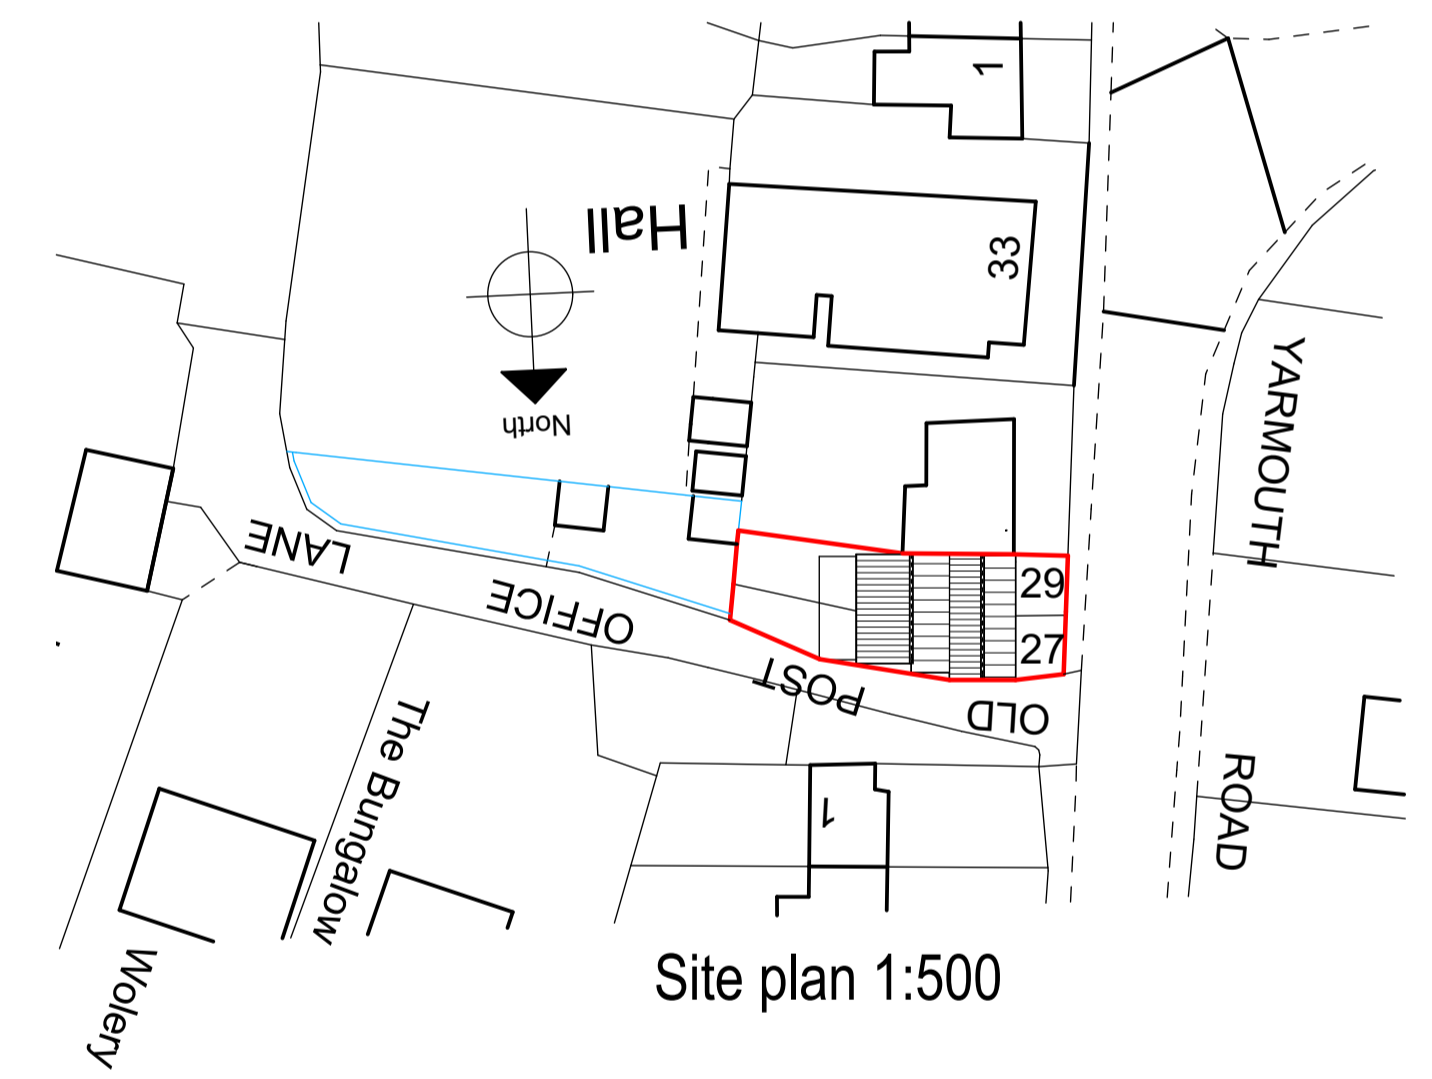 1
Hall
33
North
YARMOUTH
ROAD
29
27
OLD
POST
OFFICE
LANE
The Bungalow
1
Wolery
Site plan 1:500